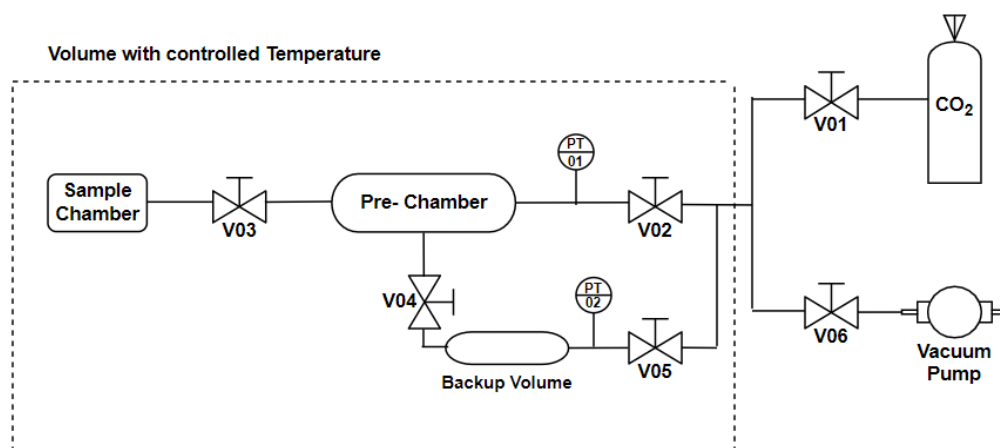 Volume with controlled Temperature
CO2
V01
PT
01
Sample
Chamber
Pre- Chamber
V03
V02
V04
PT
02
Backup Volume
V05
V06
Vacuum
Pump